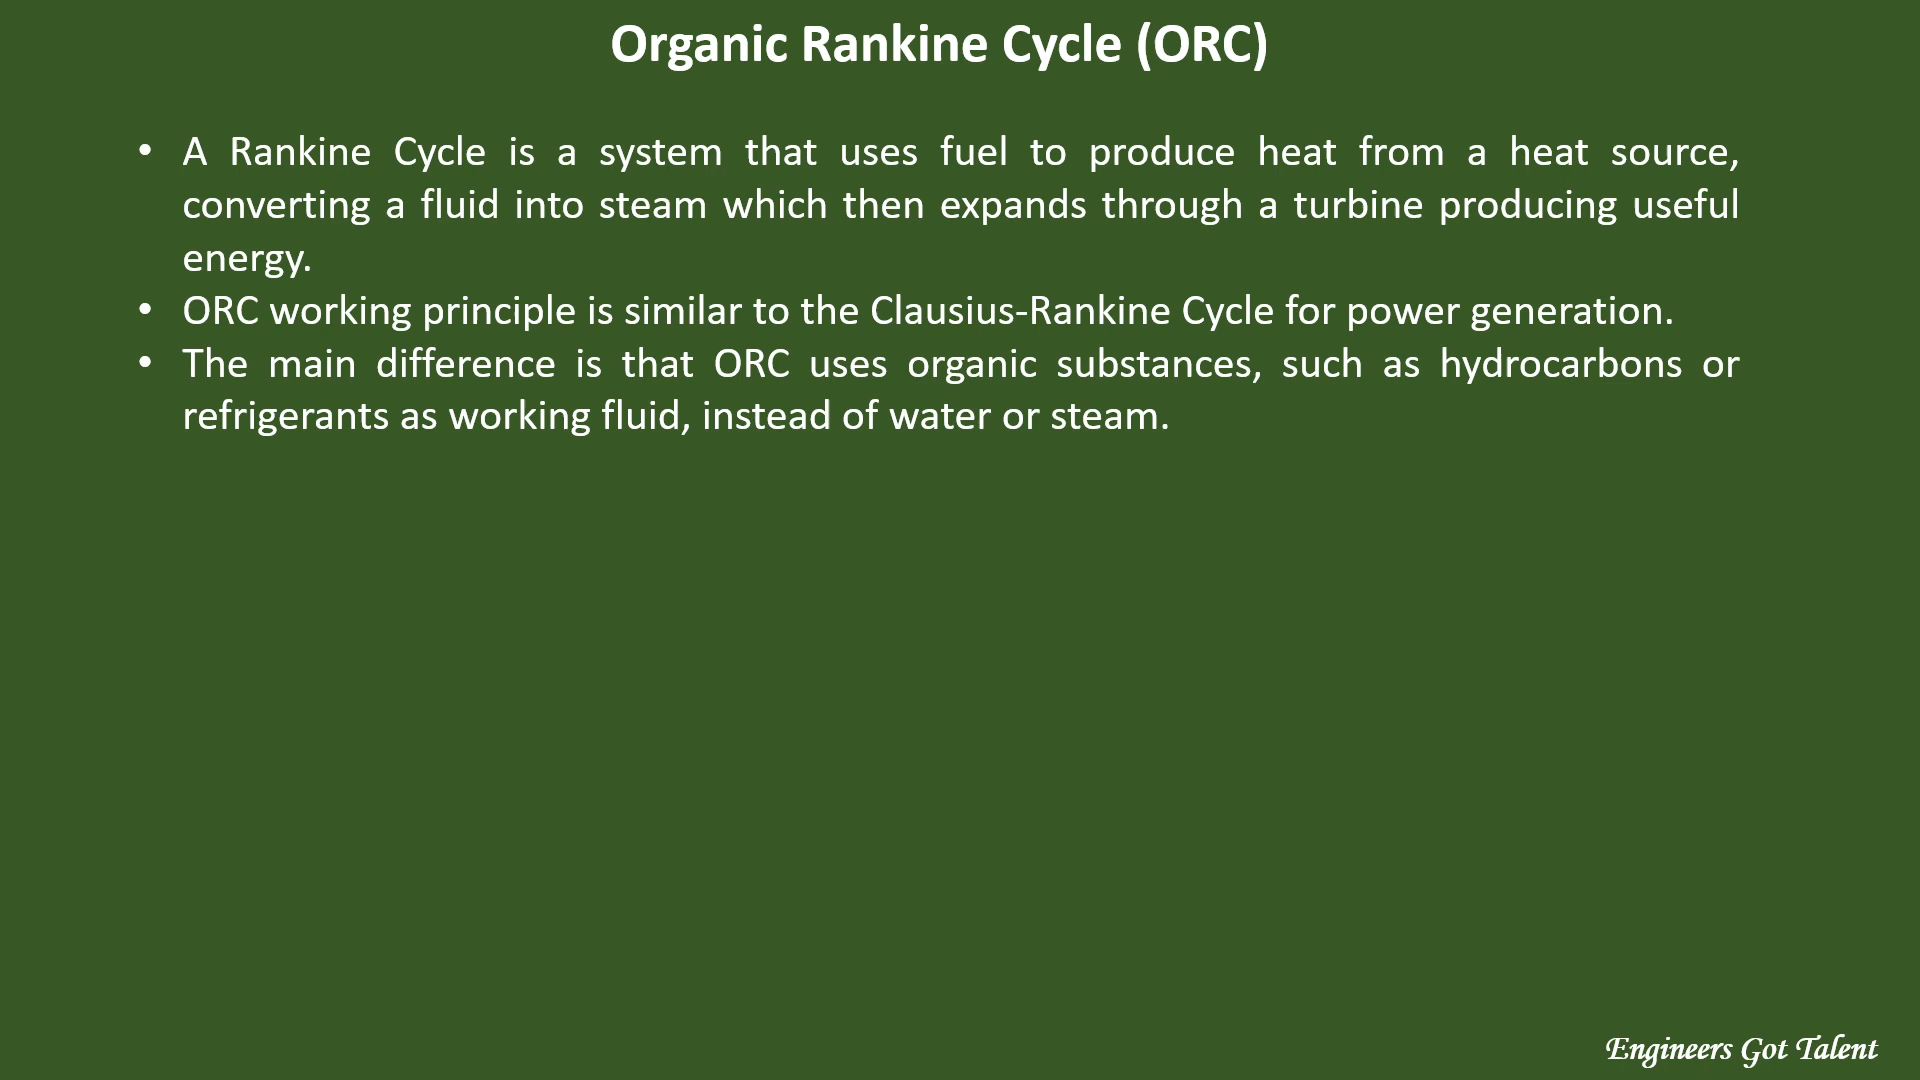 Organic Rankine Cycle (ORC)
• A Rankine Cycle is a system that uses fuel to produce heat from a heat source,
converting a fluid into steam which then expands through a turbine producing useful
energy.
• ORC working principle is similar to the Clausius-Rankine Cycle for power generation.
• The main difference is that ORC uses organic substances, such as hydrocarbons or
refrigerants as working fluid, instead of water or steam.
Engineers Got Talent